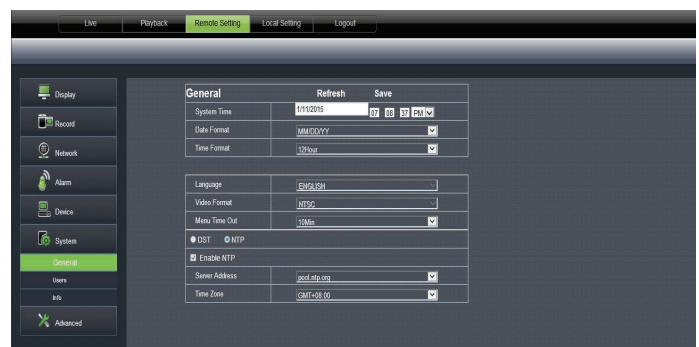 Live Playback Remote Setting Local Setting Logout
Display
Record
Network
Alarm
Device
System
General
Users
Info
Advanced
General Refresh Save
System Time 1/11/2015 07 08 37 PM
Date Format MM/DD/YY
Time Format 12Hour
Language ENGLISH
Video Format NTSC
Menu Time Out 10Min
DST NTP
Enable NTP
Server Address pool.ntp.org
Time Zone GMT+08:00